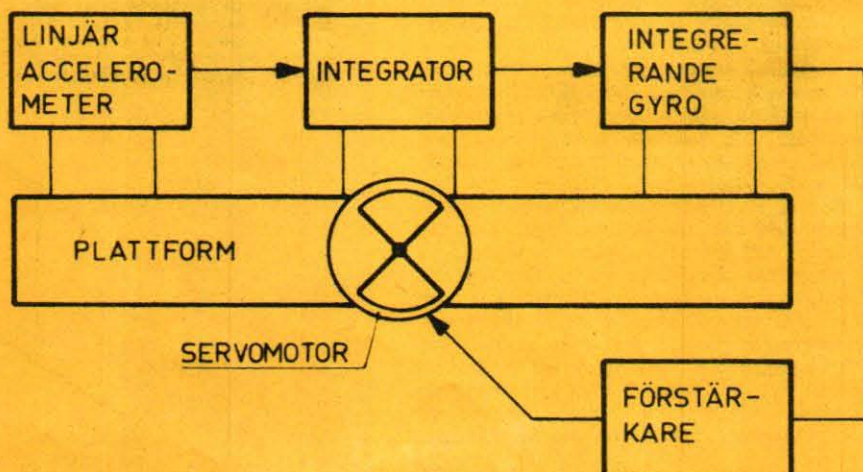 LINJÄR
ACCELERO-
METER
INTEGRATOR
INTEGRE-
RANDE
GYRO
PLATTFORM
SERVOMOTOR
FÖRSTÄR-
KARE